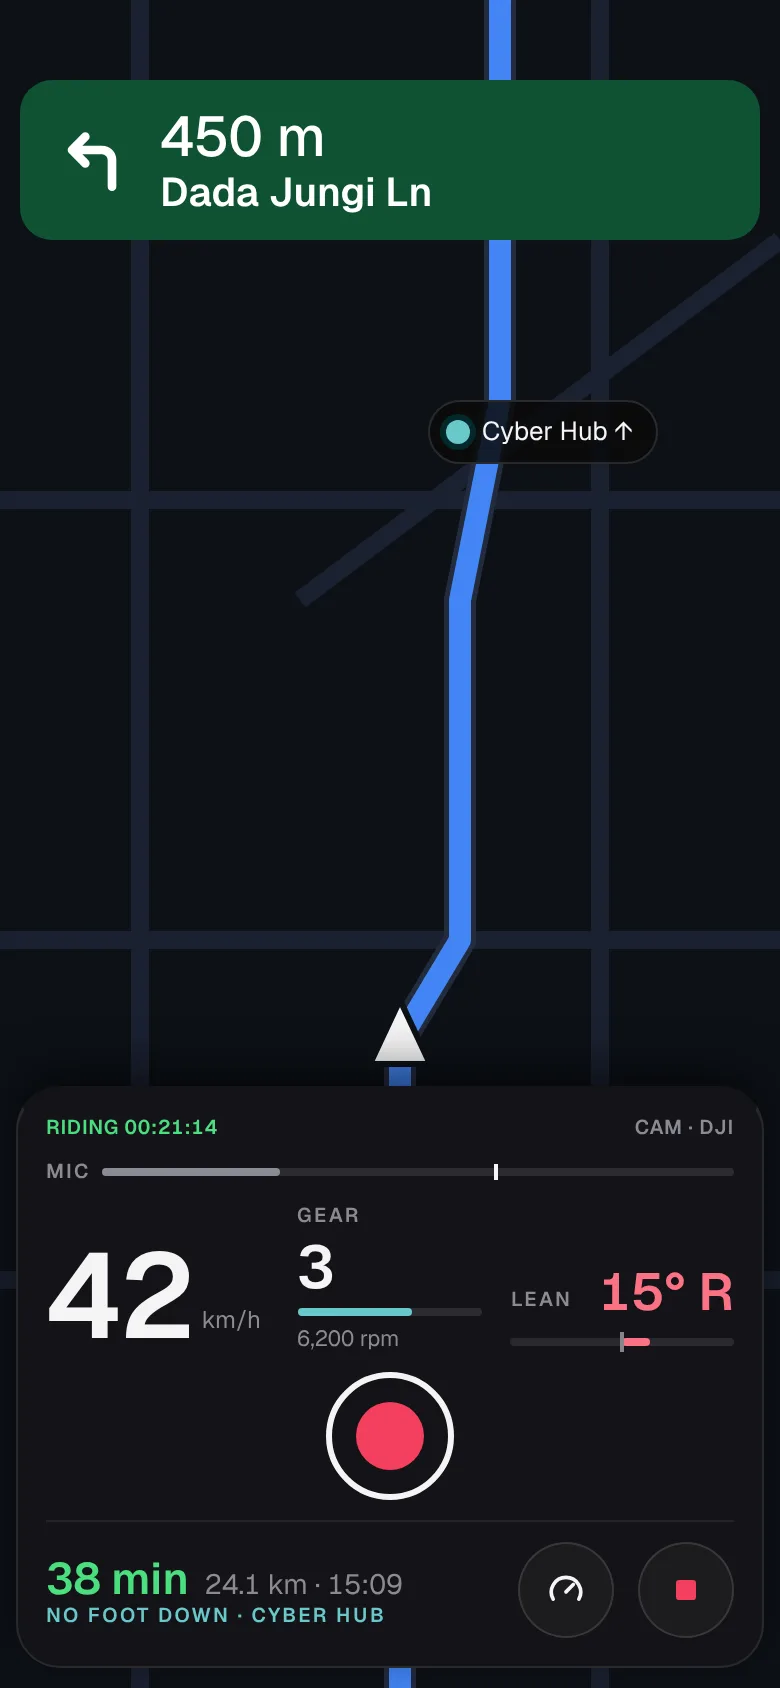 450 m
Dada Jungi Ln
Cyber Hub ↑
RIDING 00:21:14
CAM · DJI
MIC
42 km/h
GEAR
3
6,200 rpm
LEAN 15° R
38 min 24.1 km · 15:09
NO FOOT DOWN · CYBER HUB